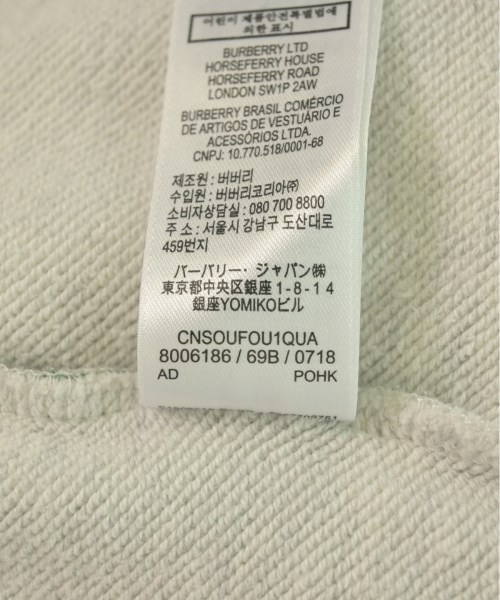 어린이 제품안전특별법에
의한 표시
BURBERRY LTD
HORSEFERRY HOUSE
HORSEFERRY ROAD
LONDON SW1P 2AW
BURBERRY BRASIL COMÉRCIO
DE ARTIGOS DE VESTUÁRIO E
ACESSÓRIOS LTDA.
CNPJ: 10.770.518/0001-68
제조원 : 버버리
수입원 : 버버리코리아㈜
소비자상담실 : 080 700 8800
주 소 : 서울시 강남구 도산대로
459번지
バーバリー・ジャパン㈱
東京都中央区銀座1-8-14
銀座YOMIKOビル
CNSOUFOU1QUA
8006186 / 69B / 0718
AD POHK